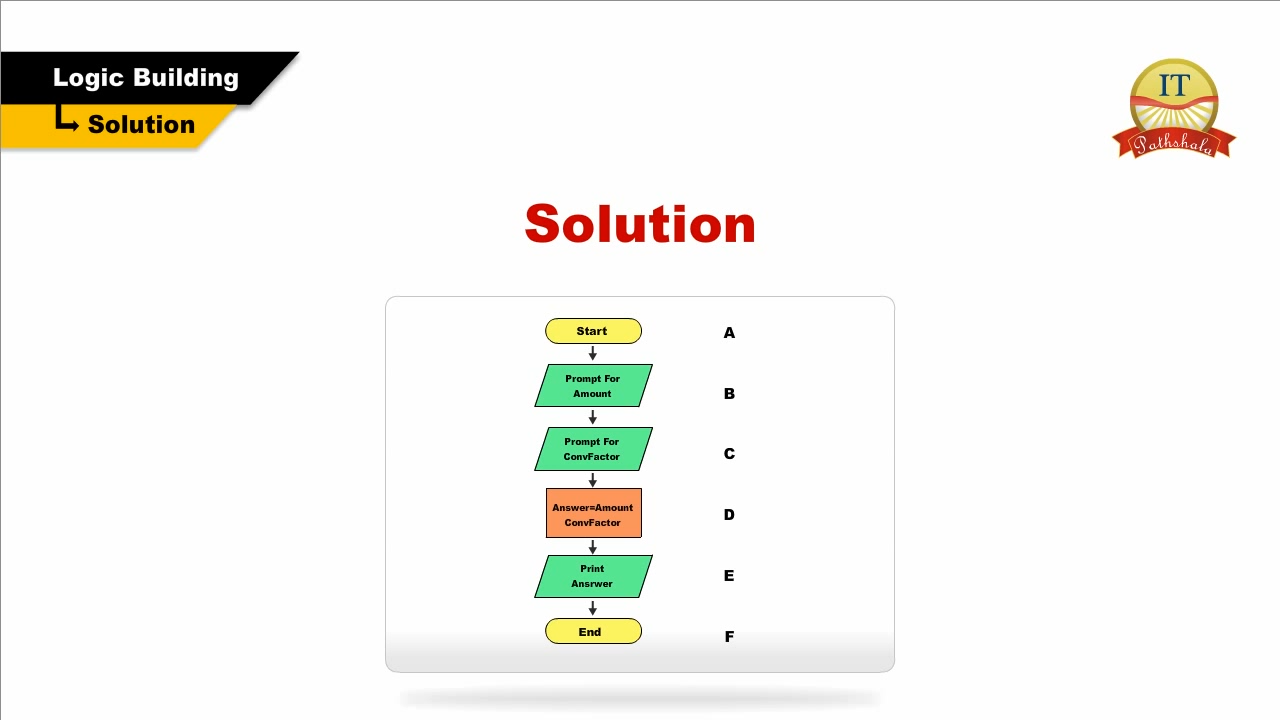 Logic Building
Solution
IT
Pathshala
Solution
Start
A
Prompt For
Amount
B
Prompt For
ConvFactor
C
Answer=Amount
ConvFactor
D
Print
Ansrwer
E
End
F